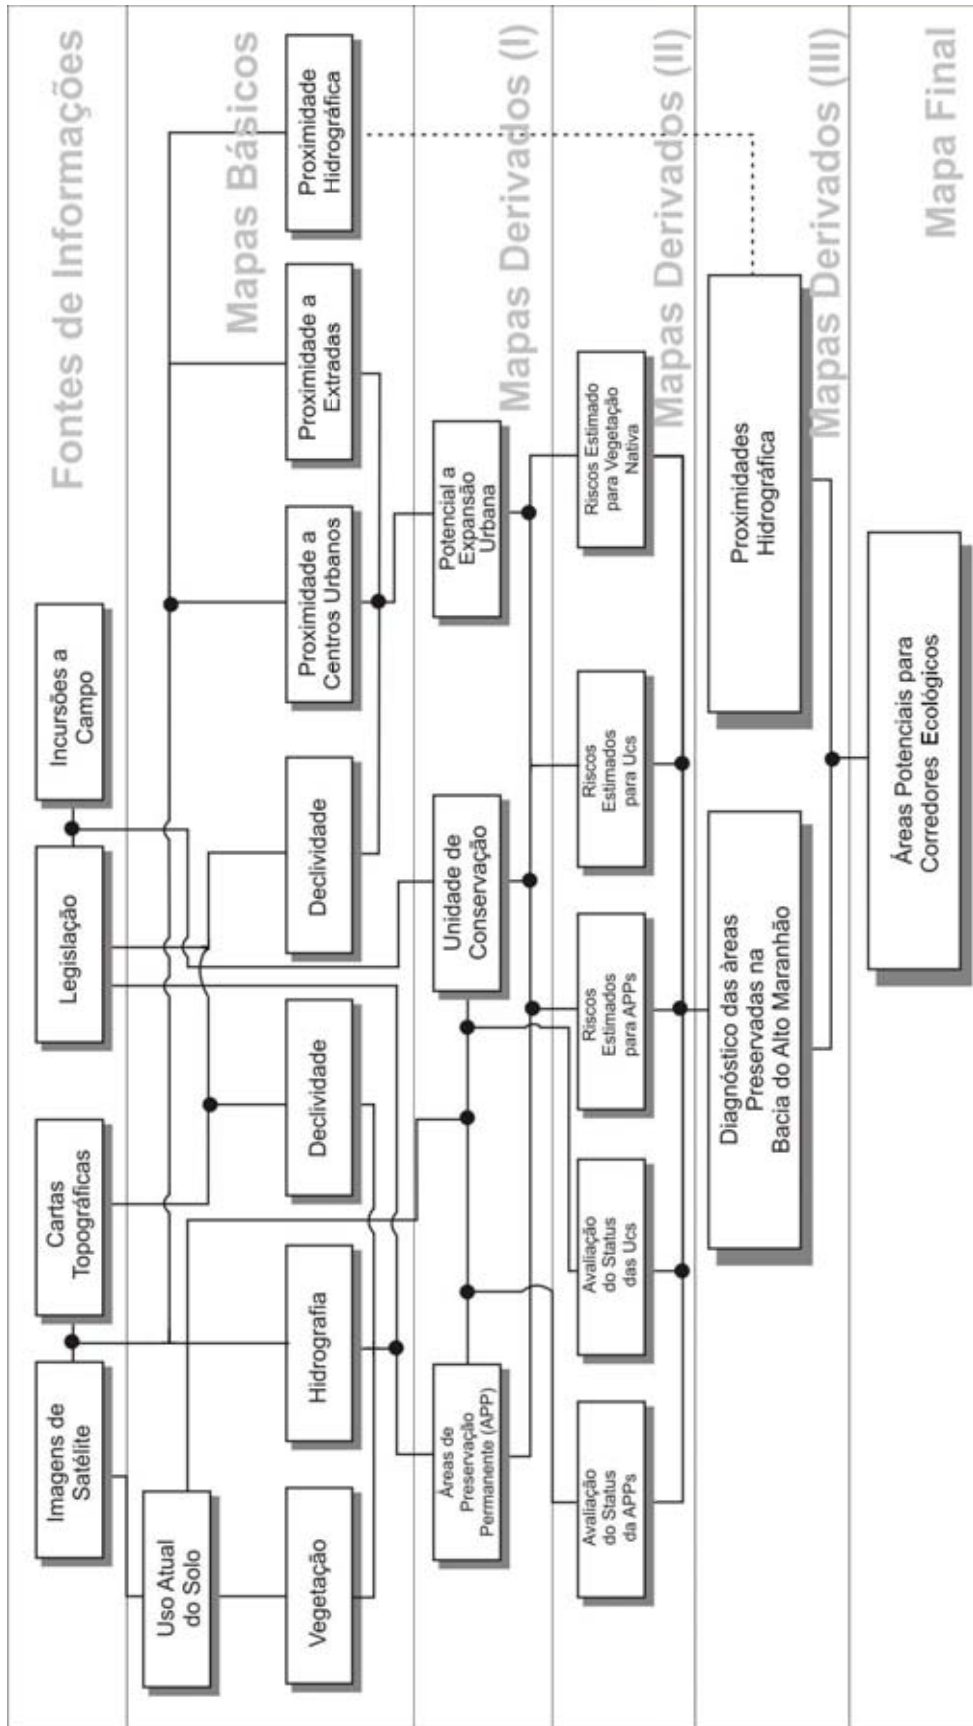 Fontes de Informações
Imagens de
Satélite
Cartas
Topográficas
Legislação
Incursões a
Campo
Mapas Básicos
Uso Atual
do Solo
Vegetação
Hidrografia
Declividade
Declividade
Proximidade a
Centros Urbanos
Proximidade a
Extradas
Proximidade
Hidrográfica
Mapas Derivados (I)
Áreas de
Preservação
Permanente (APP)
Unidade de
Conservação
Potencial a
Expansão
Urbana
Mapas Derivados (II)
Avaliação
do Status
da APPs
Avaliação
do Status
das Ucs
Riscos
Estimados
para APPs
Riscos
Estimados
para Ucs
Riscos Estimado
para Vegetação
Nativa
Mapas Derivados (III)
Diagnóstico das àreas
Preservadas na
Bacia do Alto Maranhão
Proximidades
Hidrográfica
Mapa Final
Áreas Potenciais para
Corredores Ecológicos